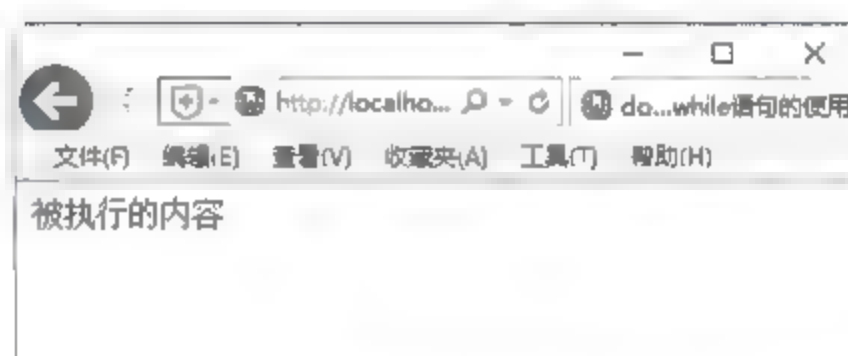 http://localho... do...while语句的使用
文件(F) 编辑(E) 查看(V) 收藏夹(A) 工具(T) 帮助(H)
被执行的内容